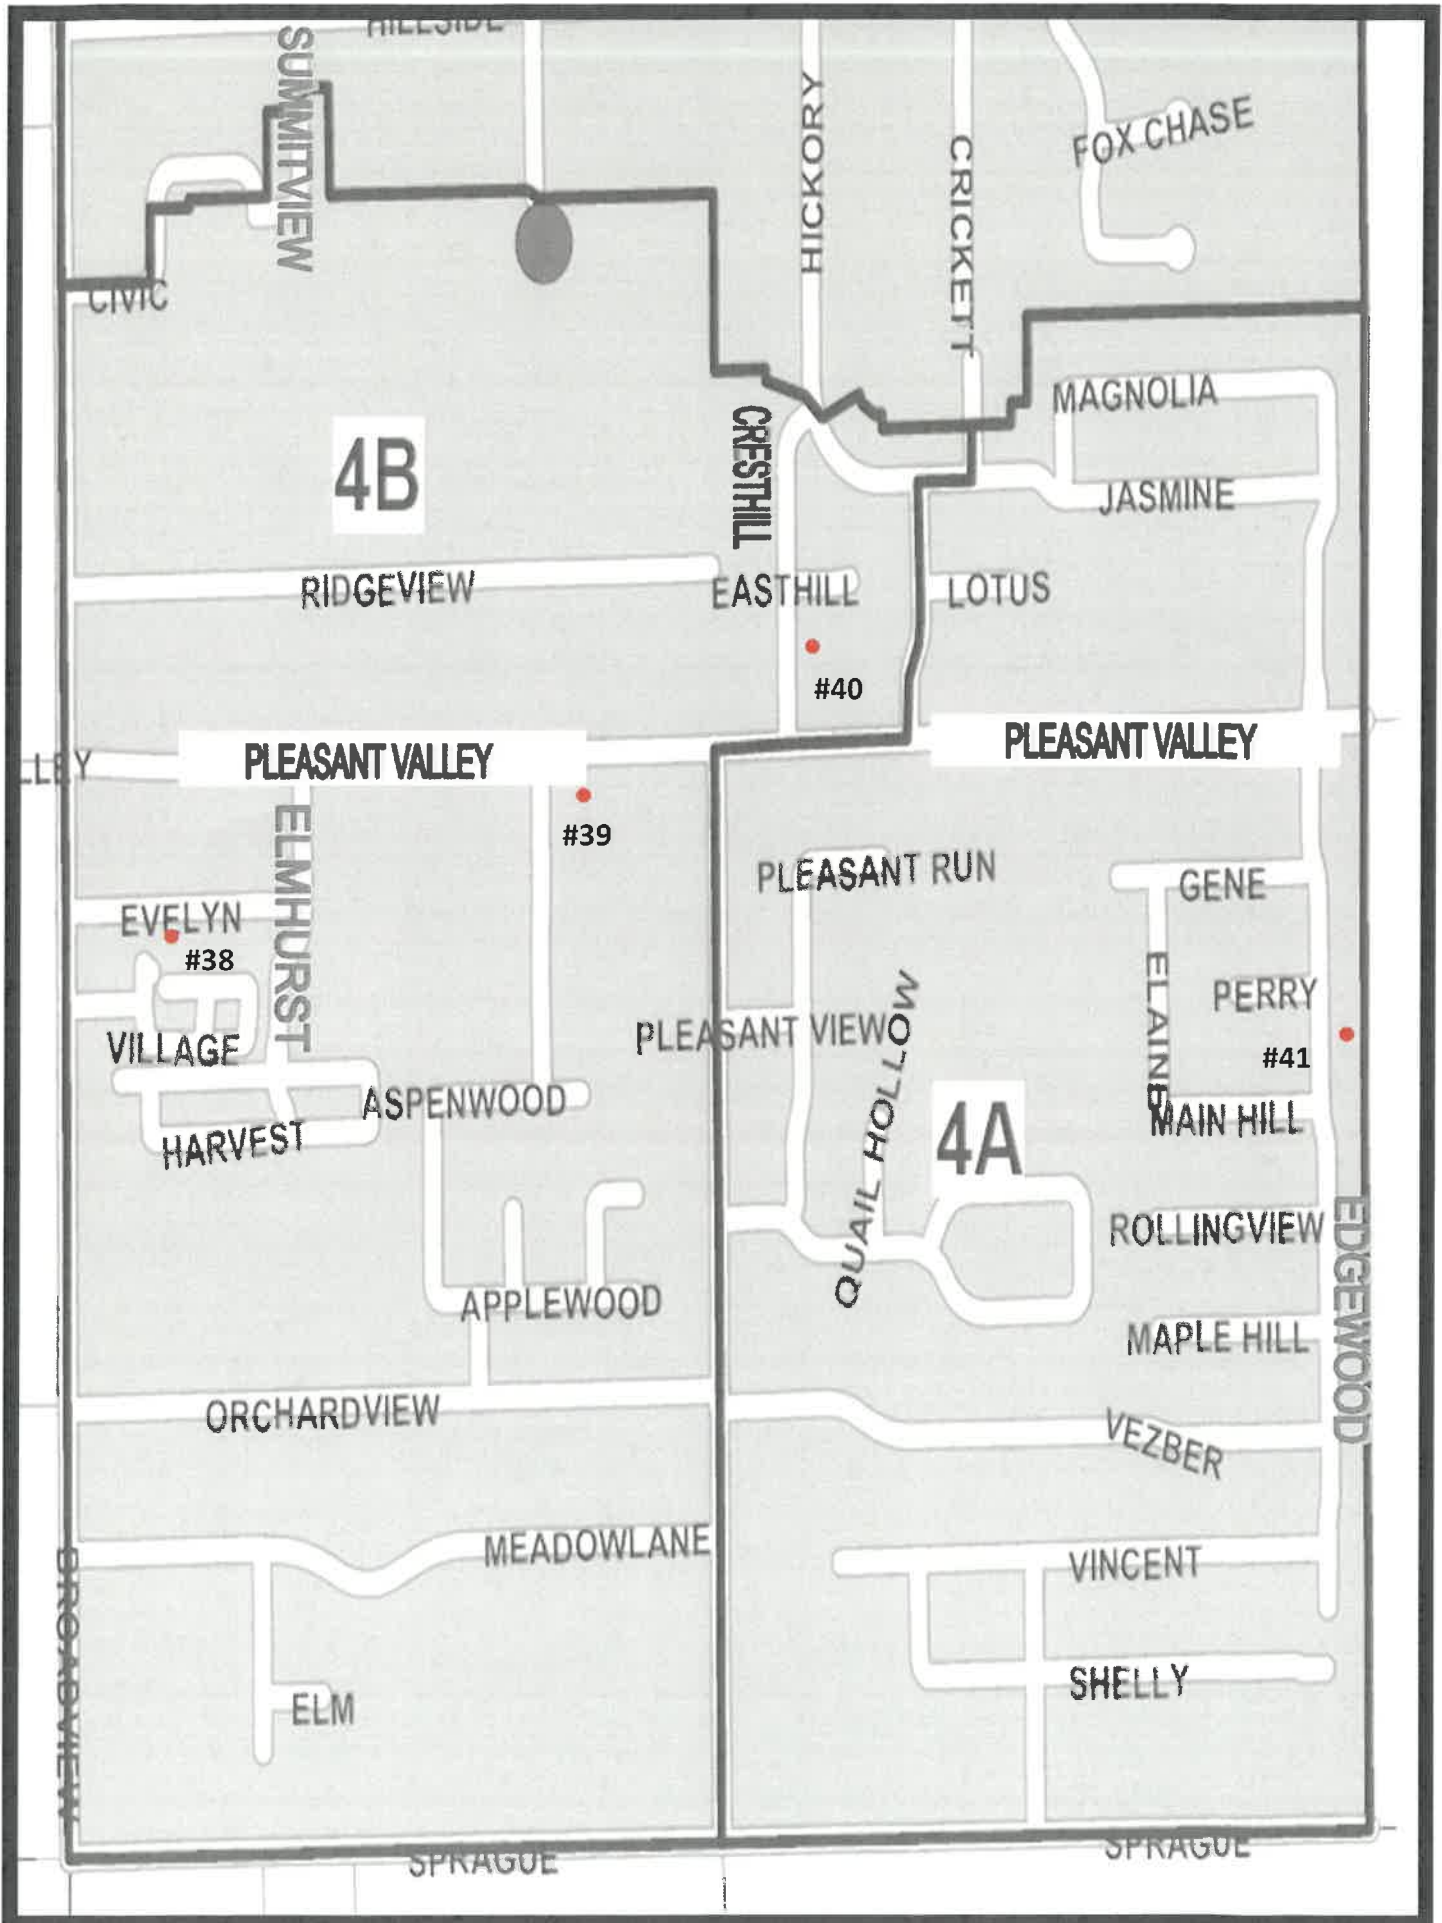 HILLSIDE
SUMMITVIEW
HICKORY
CRICKETT
FOX CHASE
CIVIC
MAGNOLIA
CRESTHILL
4B
JASMINE
RIDGEVIEW
EASTHILL
LOTUS
#40
PLEASANT VALLEY
PLEASANT VALLEY
LLEY
#39
ELMHURST
PLEASANT RUN
GENE
EVELYN
#38
ELAINE
PERRY
QUAIL HOLLOW
PLEASANT VIEW
#41
VILLAGE
ASPENWOOD
4A
MAIN HILL
HARVEST
ROLLINGVIEW
EDGEWOOD
APPLEWOOD
MAPLE HILL
ORCHARDVIEW
VEZBER
MEADOWLANE
VINCENT
BROADVIEW
SHELLY
ELM
SPRAGUE
SPRAGUE